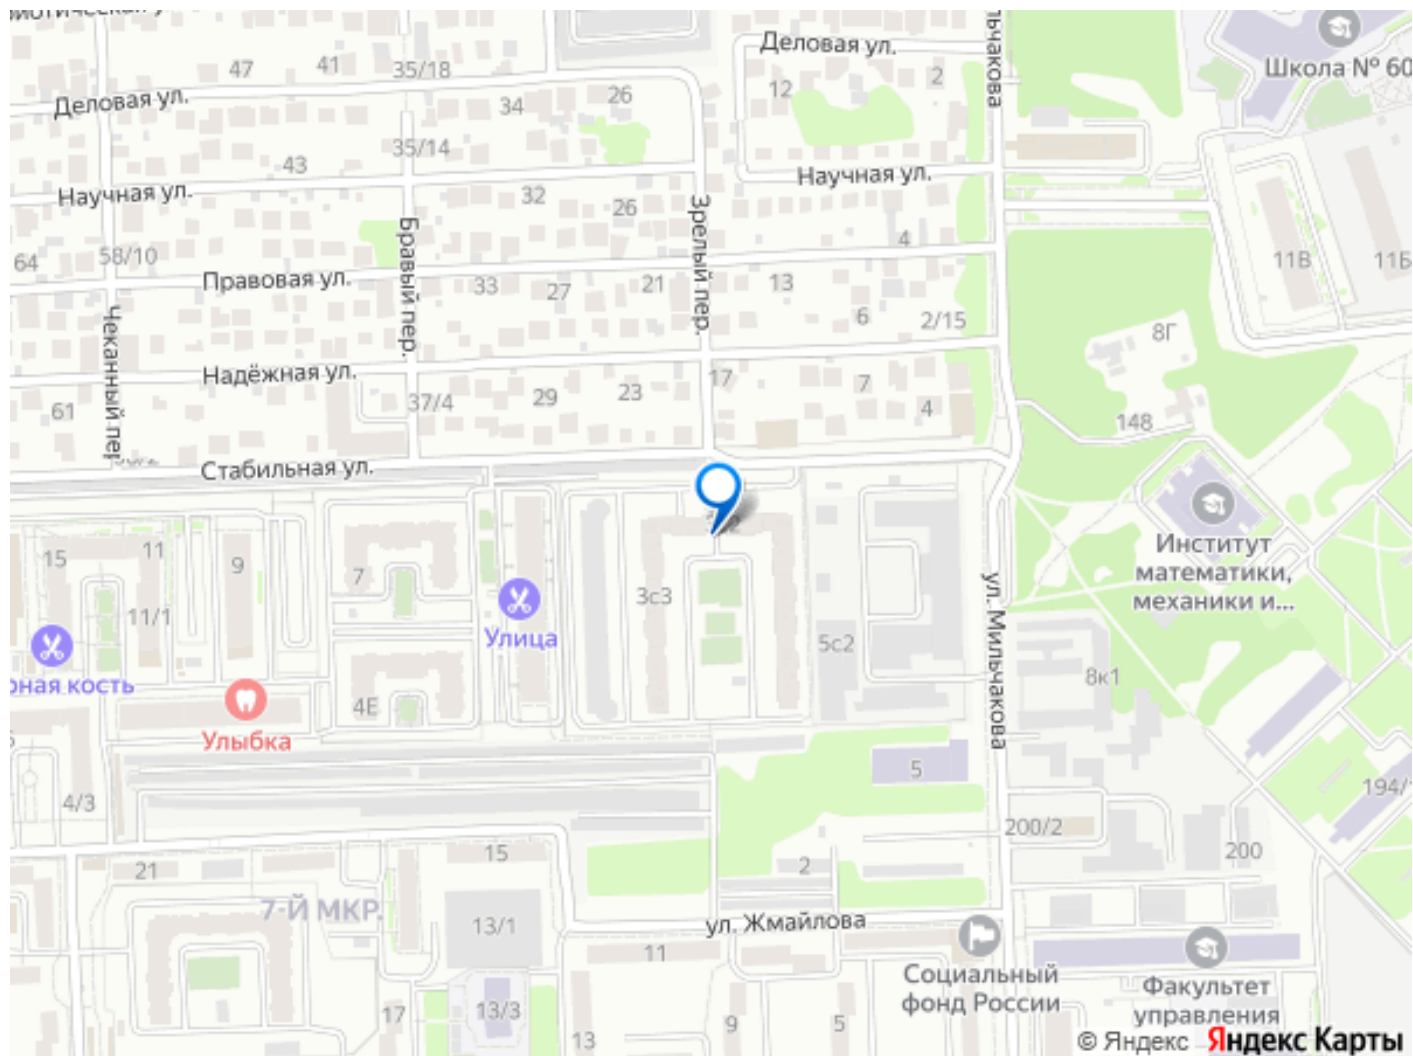 Деловая ул.
Школа № 60
47
41
35/18
12
2
Деловая ул.
34
26
35/14
43
Научная ул.
Научная ул.
32
26
Зрелый пер.
Бравый пер.
4
64
58/10
11В
Правовая ул.
33
27
21
13
6
2/15
8Г
Чеканный пер
Надёжная ул.
17
7
61
37/4
29
23
4
148
Стабильная ул.
15
11
9
7
Институт
математики,
механики и...
3с3
ул. Мильчакова
11/1
Улица
5с2
8к1
4Е
Улыбка
5
194/
4/3
200/2
21
15
2
200
7-Й МКР.
13/1
ул. Жмайлова
11
Социальный
фонд России
Факультет
управления
17
13/3
13
9
5
© Яндекс Яндекс Карты